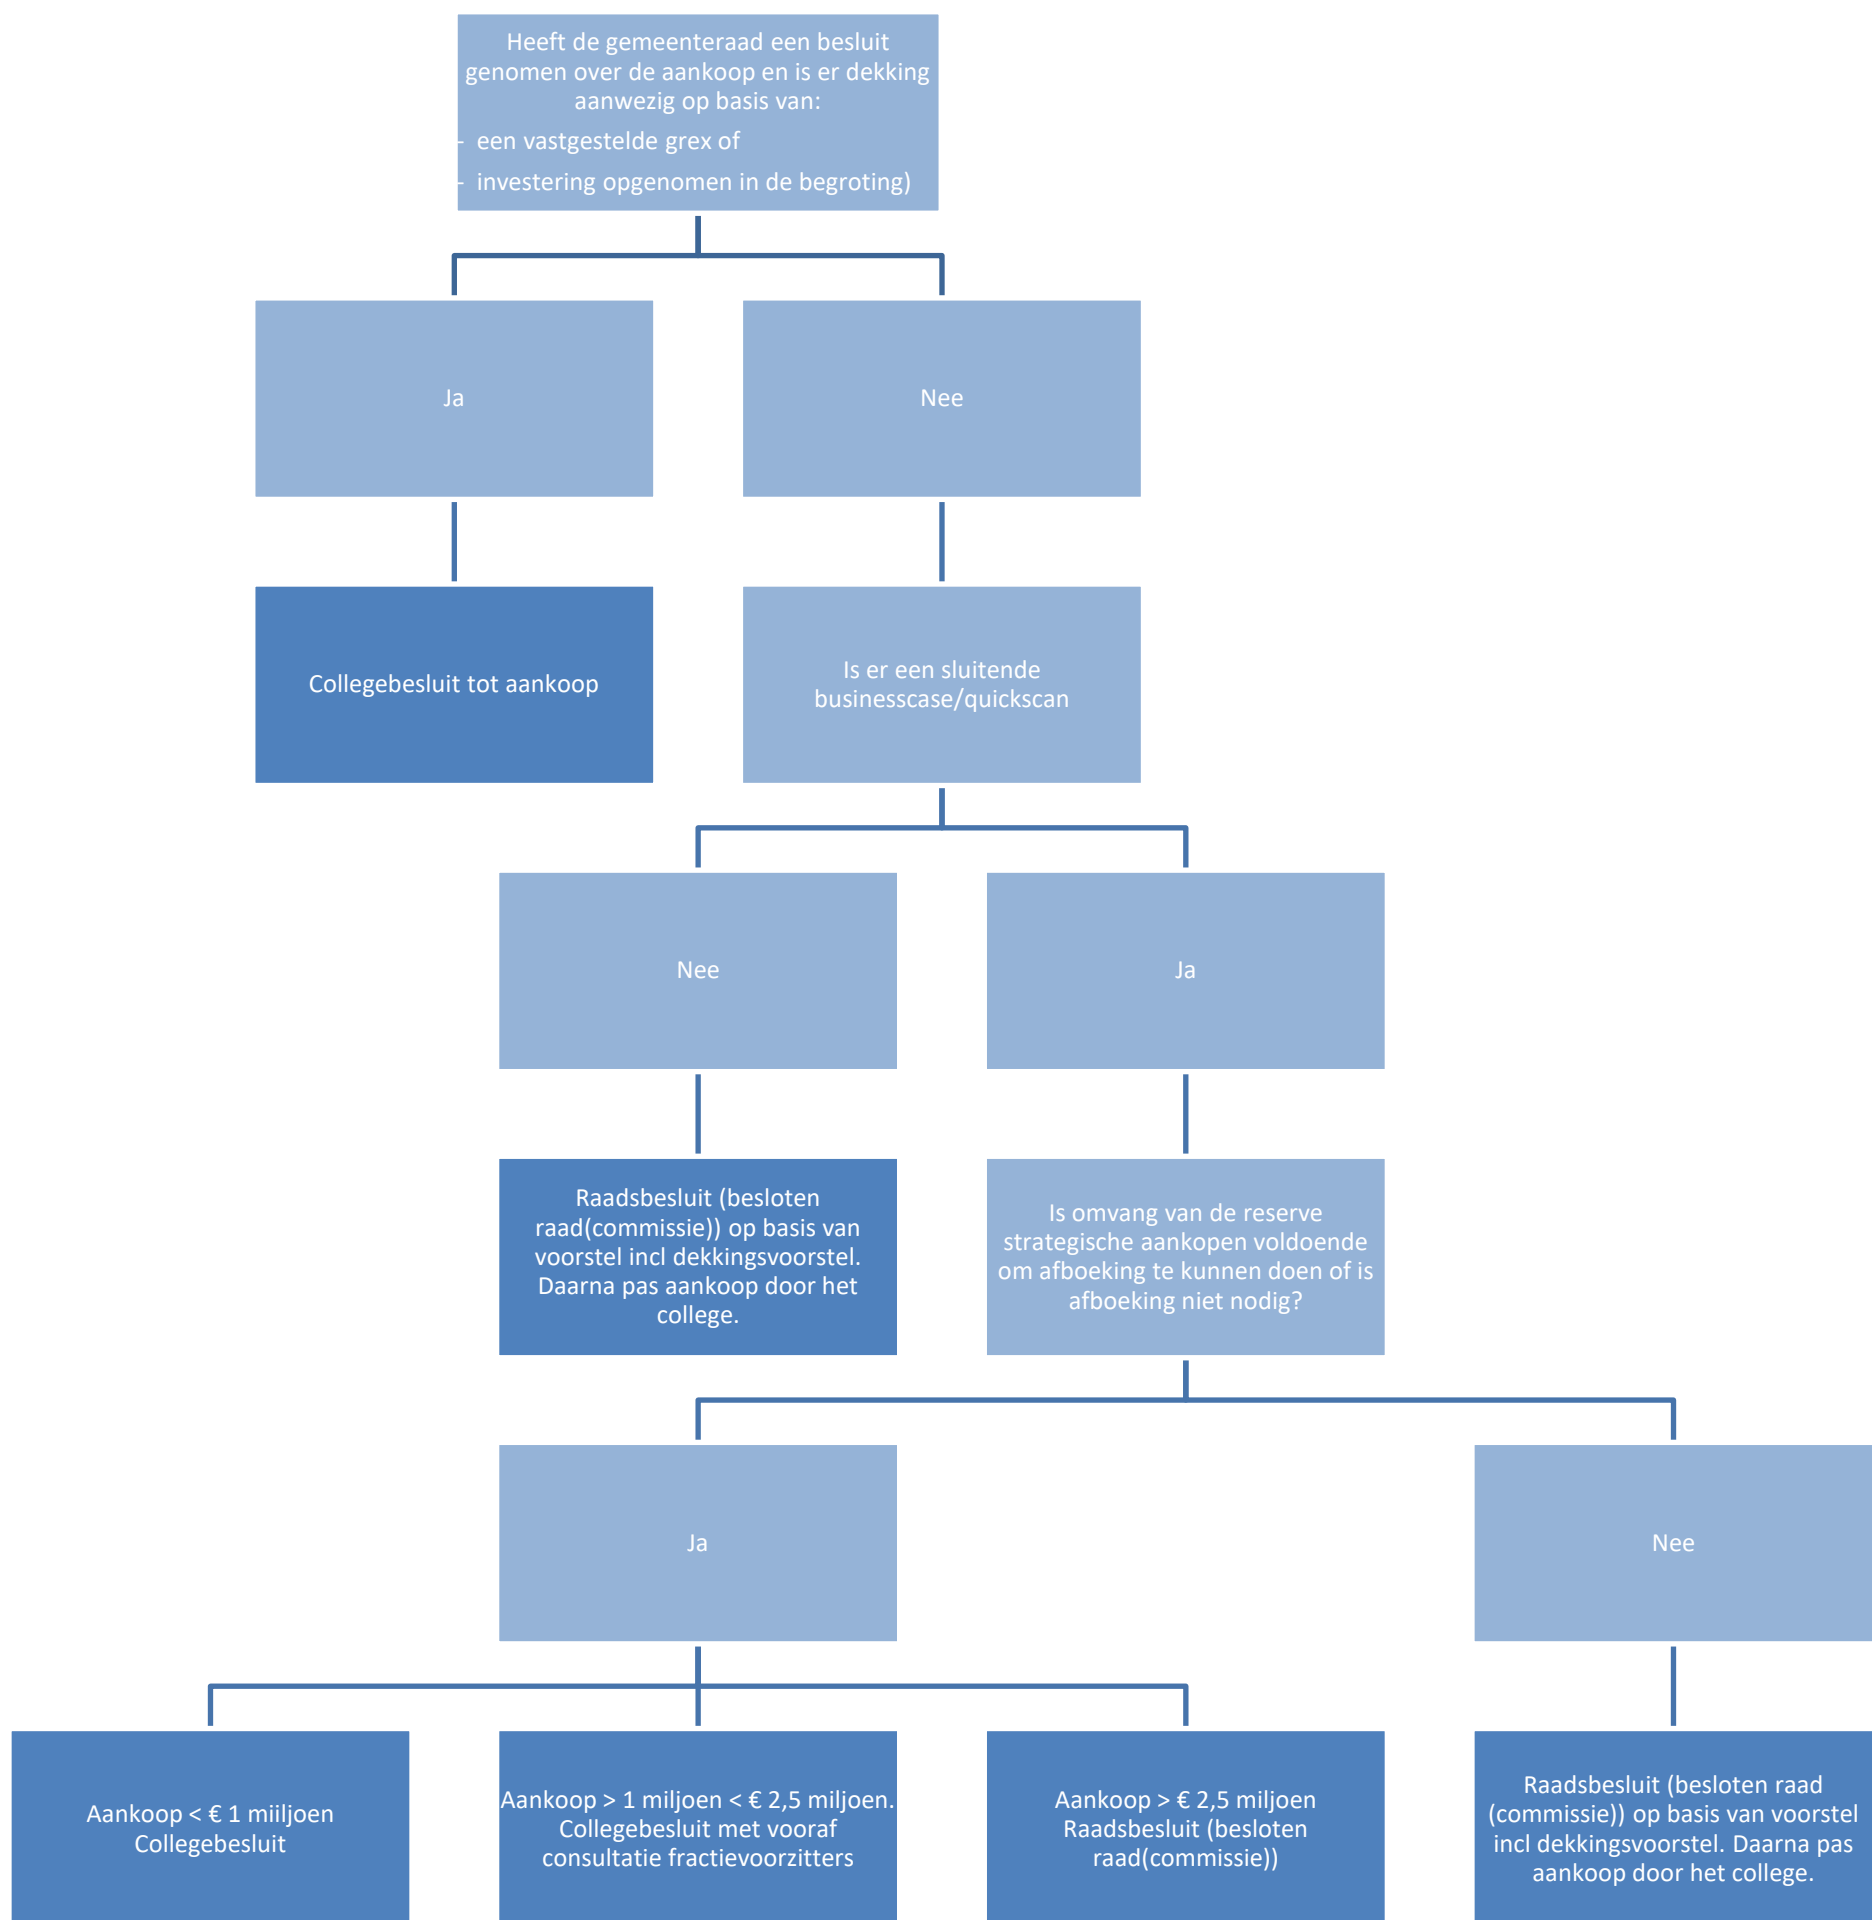 Heeft de gemeenteraad een besluit
genomen over de aankoop en is er dekking
aanwezig op basis van:
- een vastgestelde grex of
- investering opgenomen in de begroting)
Ja
Nee
Collegebesluit tot aankoop
Is er een sluitende
businesscase/quickscan
Nee
Ja
Raadsbesluit (besloten
raad(commissie)) op basis van
voorstel incl dekkingsvoorstel.
Daarna pas aankoop door het
college.
Is omvang van de reserve
strategische aankopen voldoende
om afboeking te kunnen doen of is
afboeking niet nodig?
Ja
Nee
Aankoop < € 1 miiljoen
Collegebesluit
Aankoop > 1 miljoen < € 2,5 miljoen.
Collegebesluit met vooraf
consultatie fractievoorzitters
Aankoop > € 2,5 miljoen
Raadsbesluit (besloten
raad(commissie))
Raadsbesluit (besloten raad
(commissie)) op basis van voorstel
incl dekkingsvoorstel. Daarna pas
aankoop door het college.